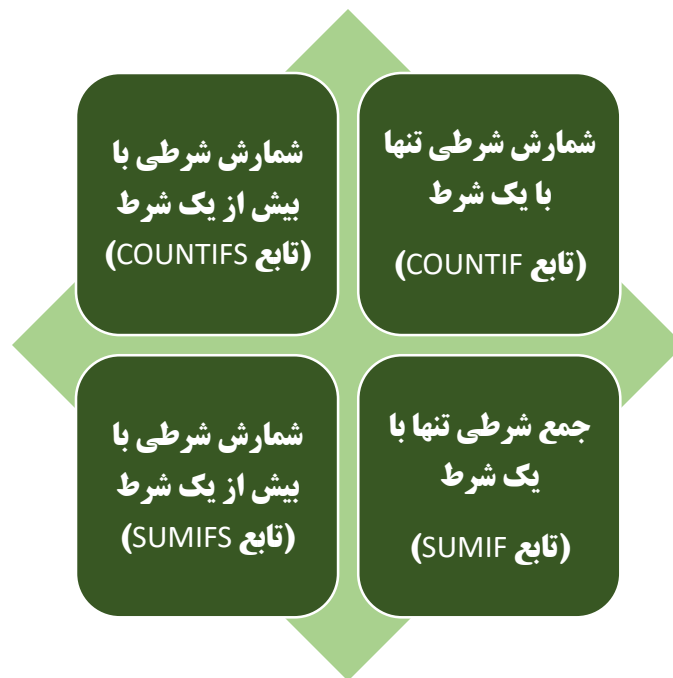 شمارش شرطی تنها
با یک شرط
(تابع COUNTIF)
شمارش شرطی با
بیش از یک شرط
(تابع COUNTIFS)
جمع شرطی تنها با
یک شرط
(تابع SUMIF)
شمارش شرطی با
بیش از یک شرط
(تابع SUMIFS)